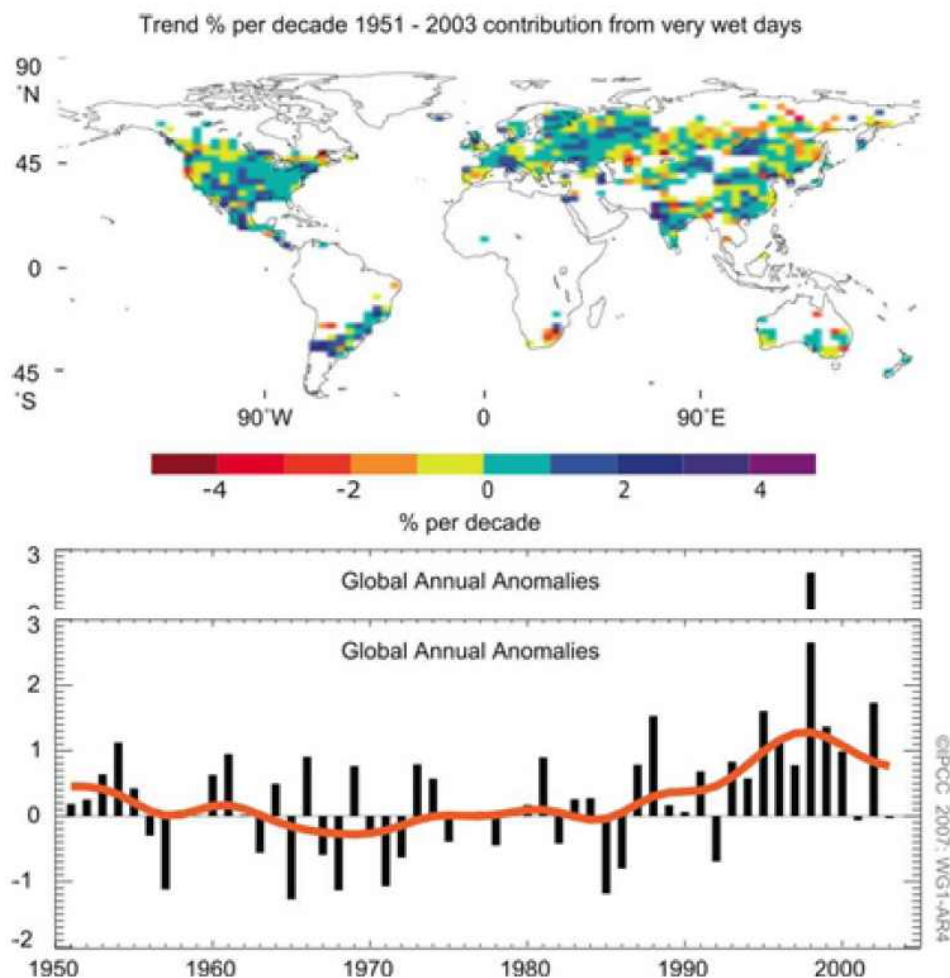 Trend % per decade 1951 - 2003 contribution from very wet days
90
˚N
45
0
45
˚S
90˚W 0 90˚E
-4 -2 0 2 4
% per decade
3
Global Annual Anomalies
3
Global Annual Anomalies
2
1
0
-1
-2
1950 1960 1970 1980 1990 2000
©IPCC 2007: WG1-AR4